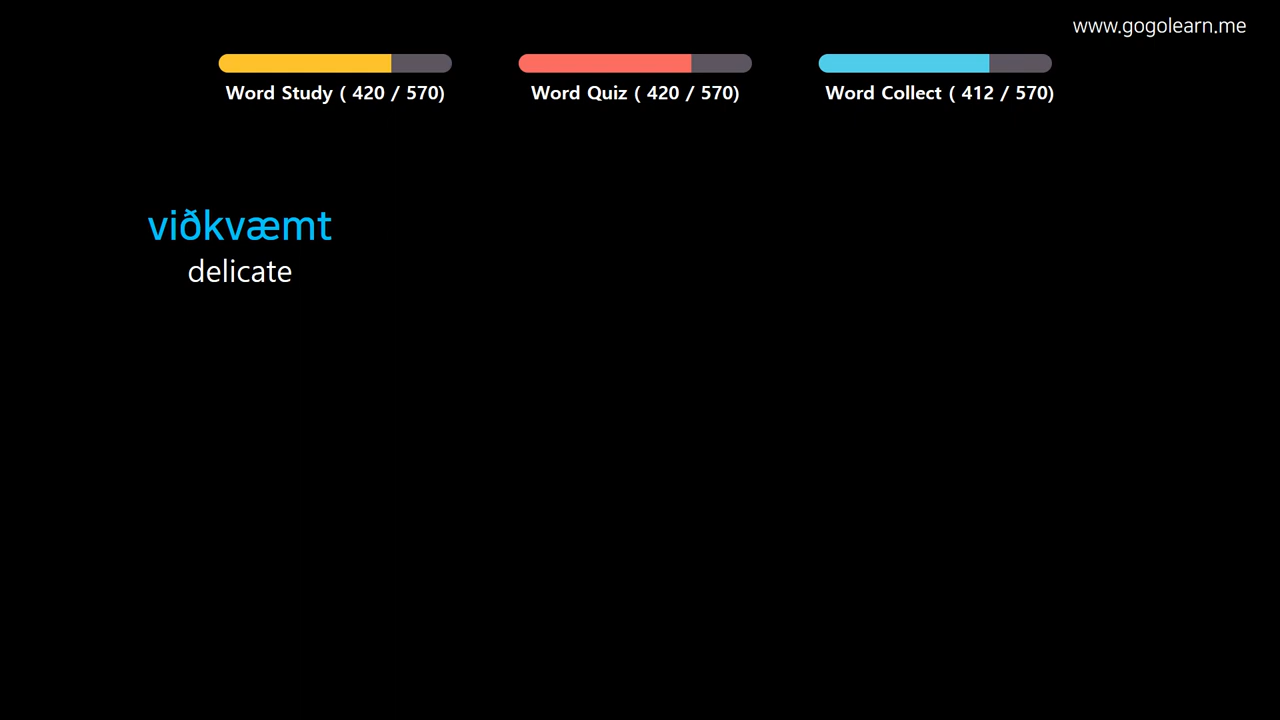 www.gogolearn.me
Word Study ( 420 / 570)
Word Quiz ( 420 / 570)
Word Collect ( 412 / 570)
viðkvæmt
delicate